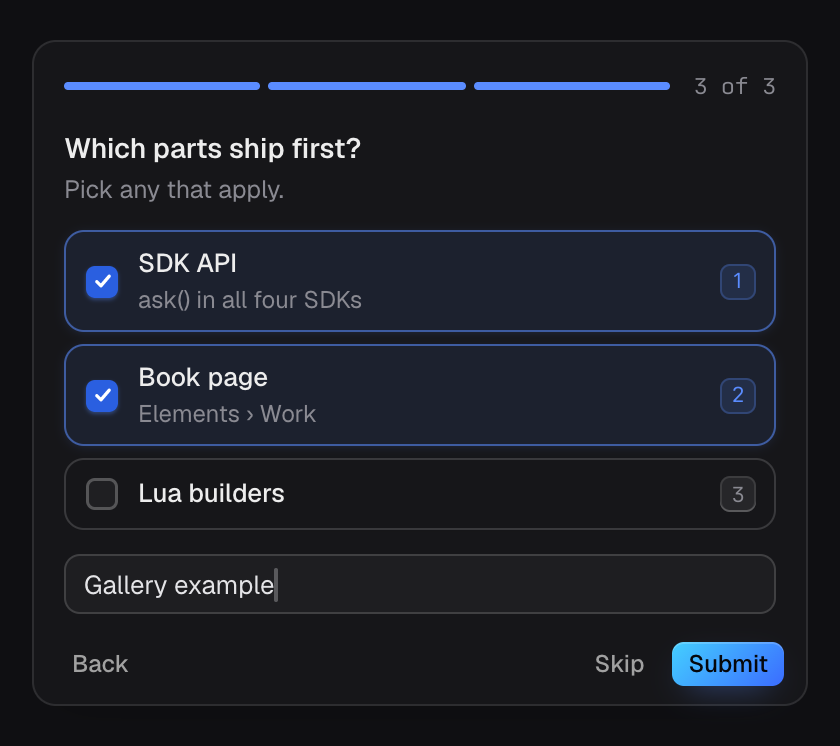 3 of 3
Which parts ship first?
Pick any that apply.
SDK API
ask() in all four SDKs
1
Book page
Elements › Work
2
Lua builders
3
Gallery example
Back
Skip
Submit